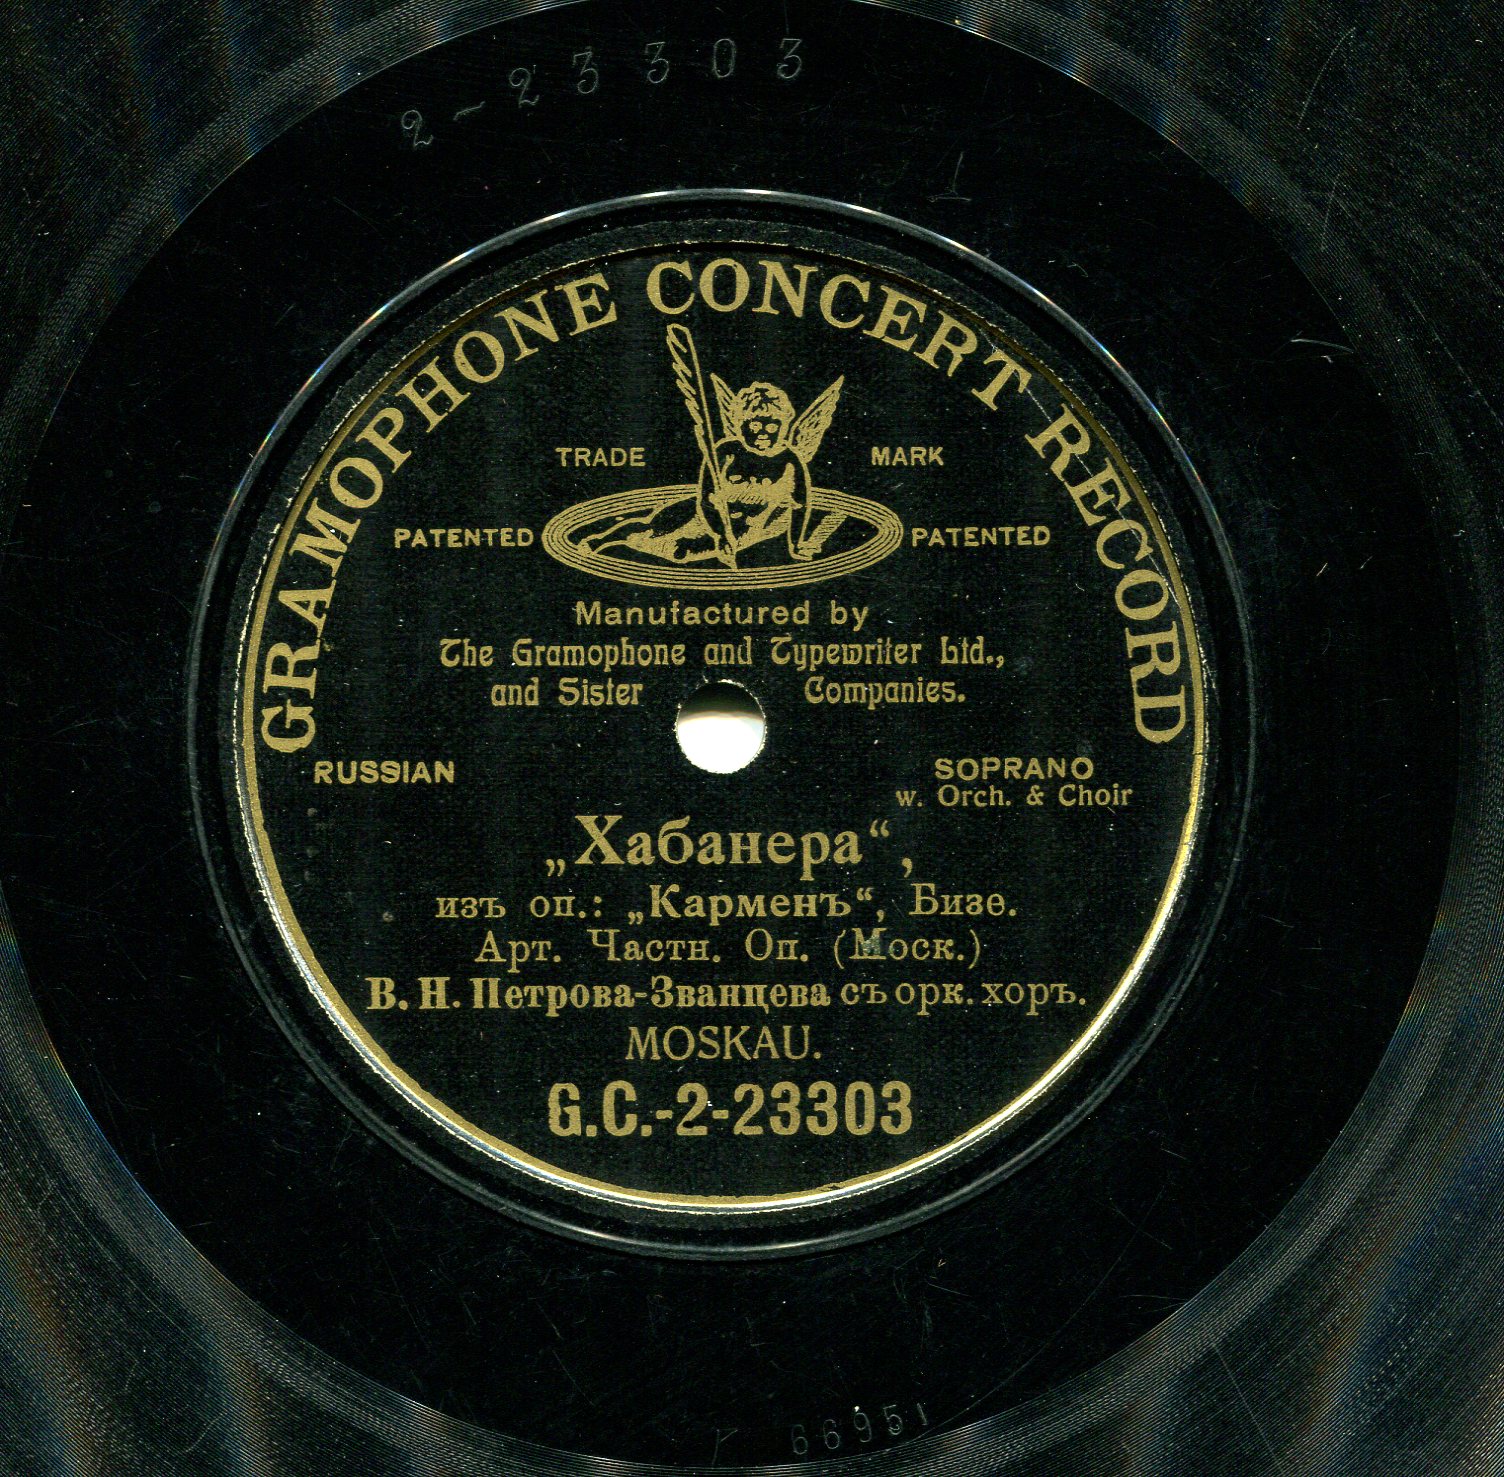 2-23303
GRAMOPHONE CONCERT RECORD
TRADE MARK
PATENTED PATENTED
Manufactured by
The Gramophone and Typewriter Ltd.,
and Sister Companies.
RUSSIAN
SOPRANO
w. Orch. & Choir
„Хабанера“,
изъ оп.: „Карменъ“, Бизе.
Арт. Частн. Оп. (Моск.)
В. Н. Петрова-Званцева съ орк. хоръ.
MOSKAU.
G.C.-2-23303